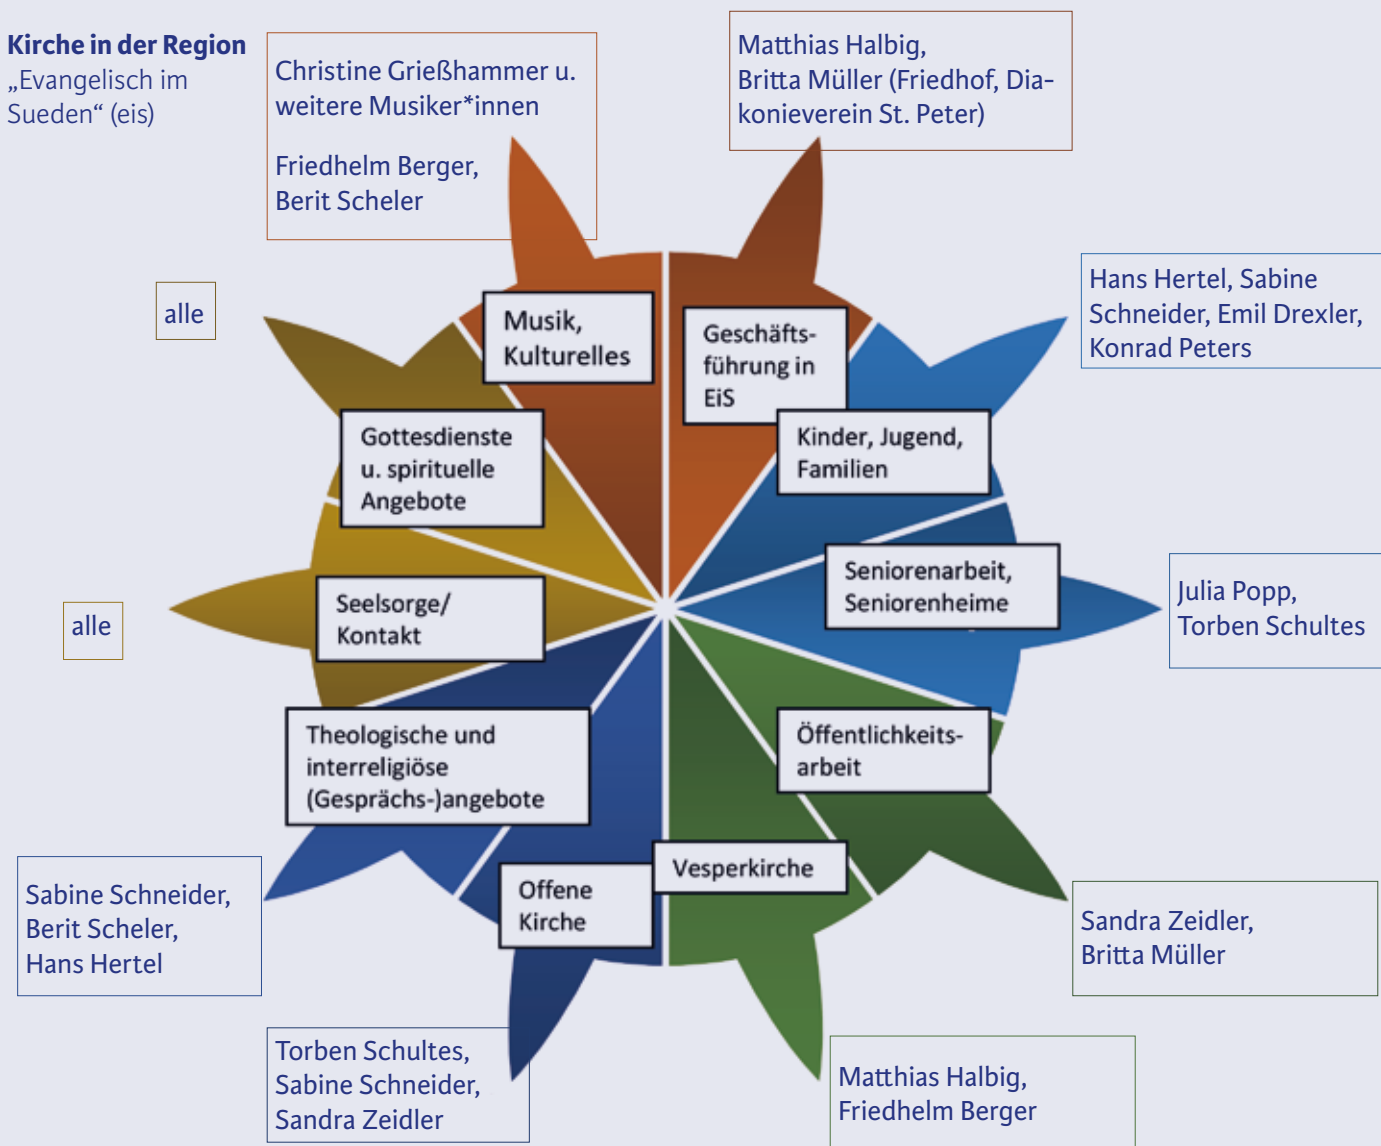 Kirche in der Region
„Evangelisch im
Sueden“ (eis)
Christine Grießhammer u.
weitere Musiker*innen
Friedhelm Berger,
Berit Scheler
Matthias Halbig,
Britta Müller (Friedhof, Dia-
konieverein St. Peter)
alle
Hans Hertel, Sabine
Schneider, Emil Drexler,
Konrad Peters
Musik,
Kulturelles
Geschäfts-
führung in
EiS
Gottesdienste
u. spirituelle
Angebote
Kinder, Jugend,
Familien
alle
Seelsorge/
Kontakt
Seniorenarbeit,
Seniorenheime
Julia Popp,
Torben Schultes
Theologische und
interreligiöse
(Gesprächs-)angebote
Öffentlichkeits-
arbeit
Sabine Schneider,
Berit Scheler,
Hans Hertel
Offene
Kirche
Vesperkirche
Sandra Zeidler,
Britta Müller
Torben Schultes,
Sabine Schneider,
Sandra Zeidler
Matthias Halbig,
Friedhelm Berger